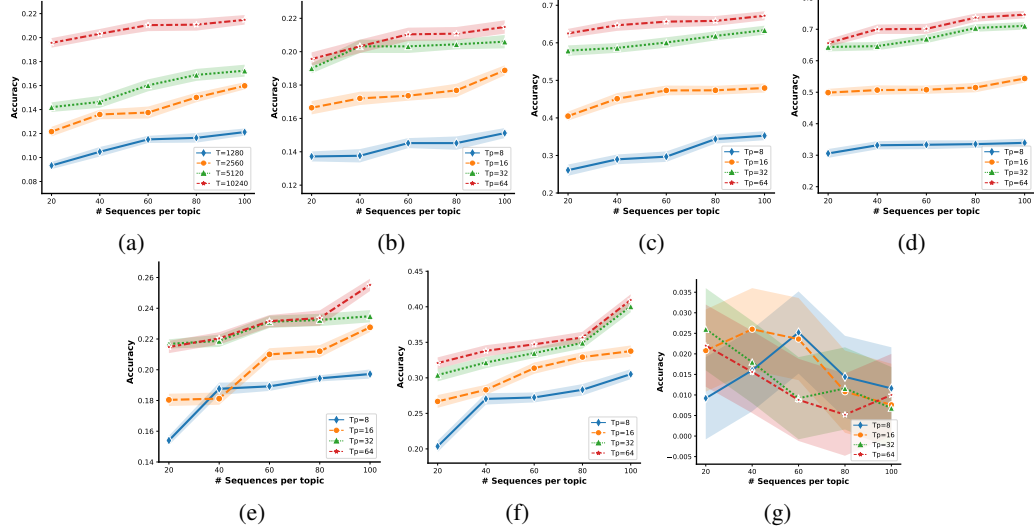 0.22
0.20
0.18
0.16
0.14
0.12
0.10
0.08
Accuracy
20 40 60 80 100
# Sequences per topic
T=1280
T=2560
T=5120
T=10240
(a)
0.22
0.20
0.18
0.16
0.14
0.12
Accuracy
20 40 60 80 100
# Sequences per topic
Tp=8
Tp=16
Tp=32
Tp=64
(b)
0.7
0.6
0.5
0.4
0.3
0.2
Accuracy
20 40 60 80 100
# Sequences per topic
Tp=8
Tp=16
Tp=32
Tp=64
(c)
0.7
0.6
0.5
0.4
0.3
0.2
Accuracy
20 40 60 80 100
# Sequences per topic
Tp=8
Tp=16
Tp=32
Tp=64
(d)
0.26
0.24
0.22
0.20
0.18
0.16
0.14
Accuracy
20 40 60 80 100
# Sequences per topic
Tp=8
Tp=16
Tp=32
Tp=64
(e)
0.45
0.40
0.35
0.30
0.25
0.20
Accuracy
20 40 60 80 100
# Sequences per topic
Tp=8
Tp=16
Tp=32
Tp=64
(f)
0.035
0.030
0.025
0.020
0.015
0.010
0.005
0.000
−0.005
Accuracy
20 40 60 80 100
# Sequences per topic
Tp=8
Tp=16
Tp=32
Tp=64
(g)